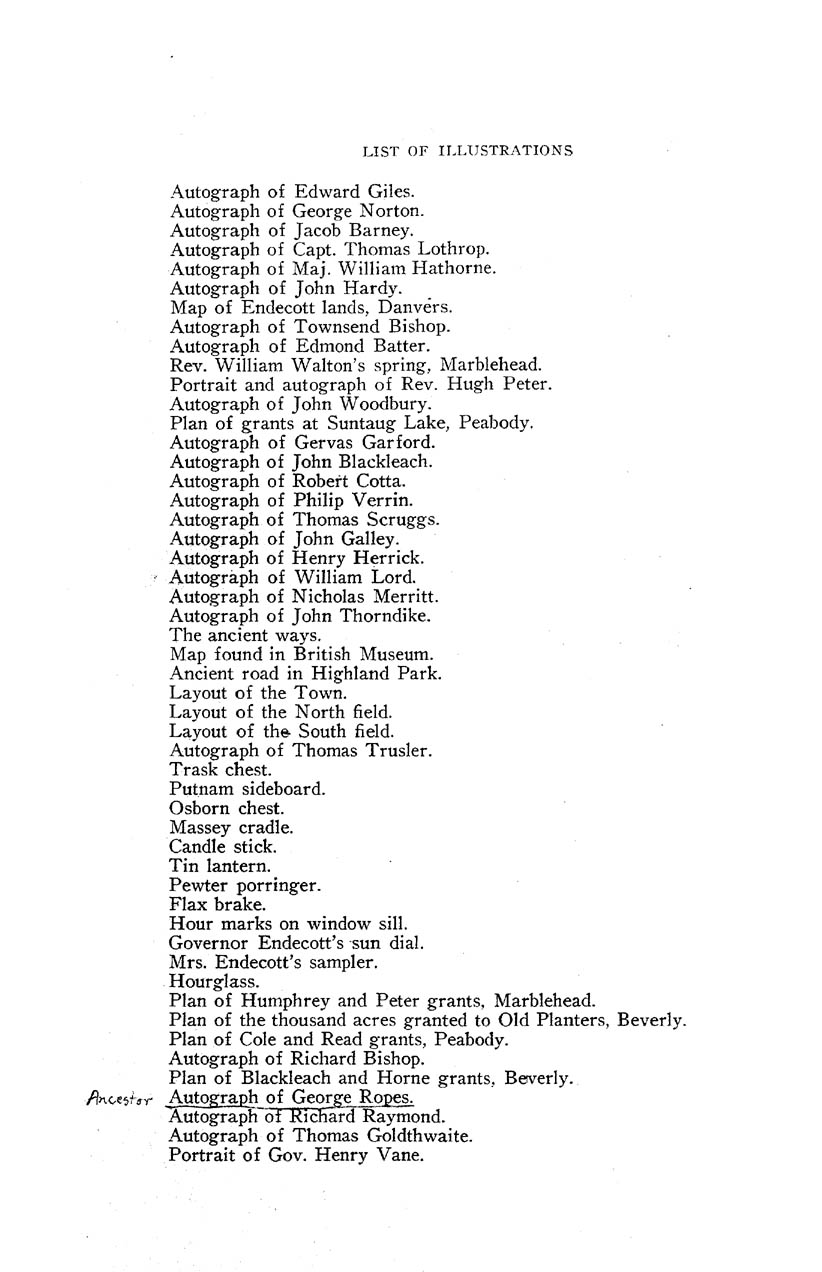 LIST OF ILLUSTRATIONS
Autograph of Edward Giles.
Autograph of George Norton.
Autograph of Jacob Barney.
Autograph of Capt. Thomas Lothrop.
Autograph of Maj. William Hathorne.
Autograph of John Hardy.
Map of Endecott lands, Danvers.
Autograph of Townsend Bishop.
Autograph of Edmond Batter.
Rev. William Walton's spring, Marblehead.
Portrait and autograph of Rev. Hugh Peter.
Autograph of John Woodbury.
Plan of grants at Suntaug Lake, Peabody.
Autograph of Gervas Garford.
Autograph of John Blackleach.
Autograph of Robert Cotta.
Autograph of Philip Verrin.
Autograph of Thomas Scruggs.
Autograph of John Galley.
Autograph of Henry Herrick.
Autograph of William Lord.
Autograph of Nicholas Merritt.
Autograph of John Thorndike.
The ancient ways.
Map found in British Museum.
Ancient road in Highland Park.
Layout of the Town.
Layout of the North field.
Layout of the South field.
Autograph of Thomas Trusler.
Trask chest.
Putnam sideboard.
Osborn chest.
Massey cradle.
Candle stick.
Tin lantern.
Pewter porringer.
Flax brake.
Hour marks on window sill.
Governor Endecott's sun dial.
Mrs. Endecott's sampler.
Hourglass.
Plan of Humphrey and Peter grants, Marblehead.
Plan of the thousand acres granted to Old Planters, Beverly.
Plan of Cole and Read grants, Peabody.
Autograph of Richard Bishop.
Plan of Blackleach and Horne grants, Beverly.
Ancestor Autograph of George Ropes.
Autograph of Richard Raymond.
Autograph of Thomas Goldthwaite.
Portrait of Gov. Henry Vane.